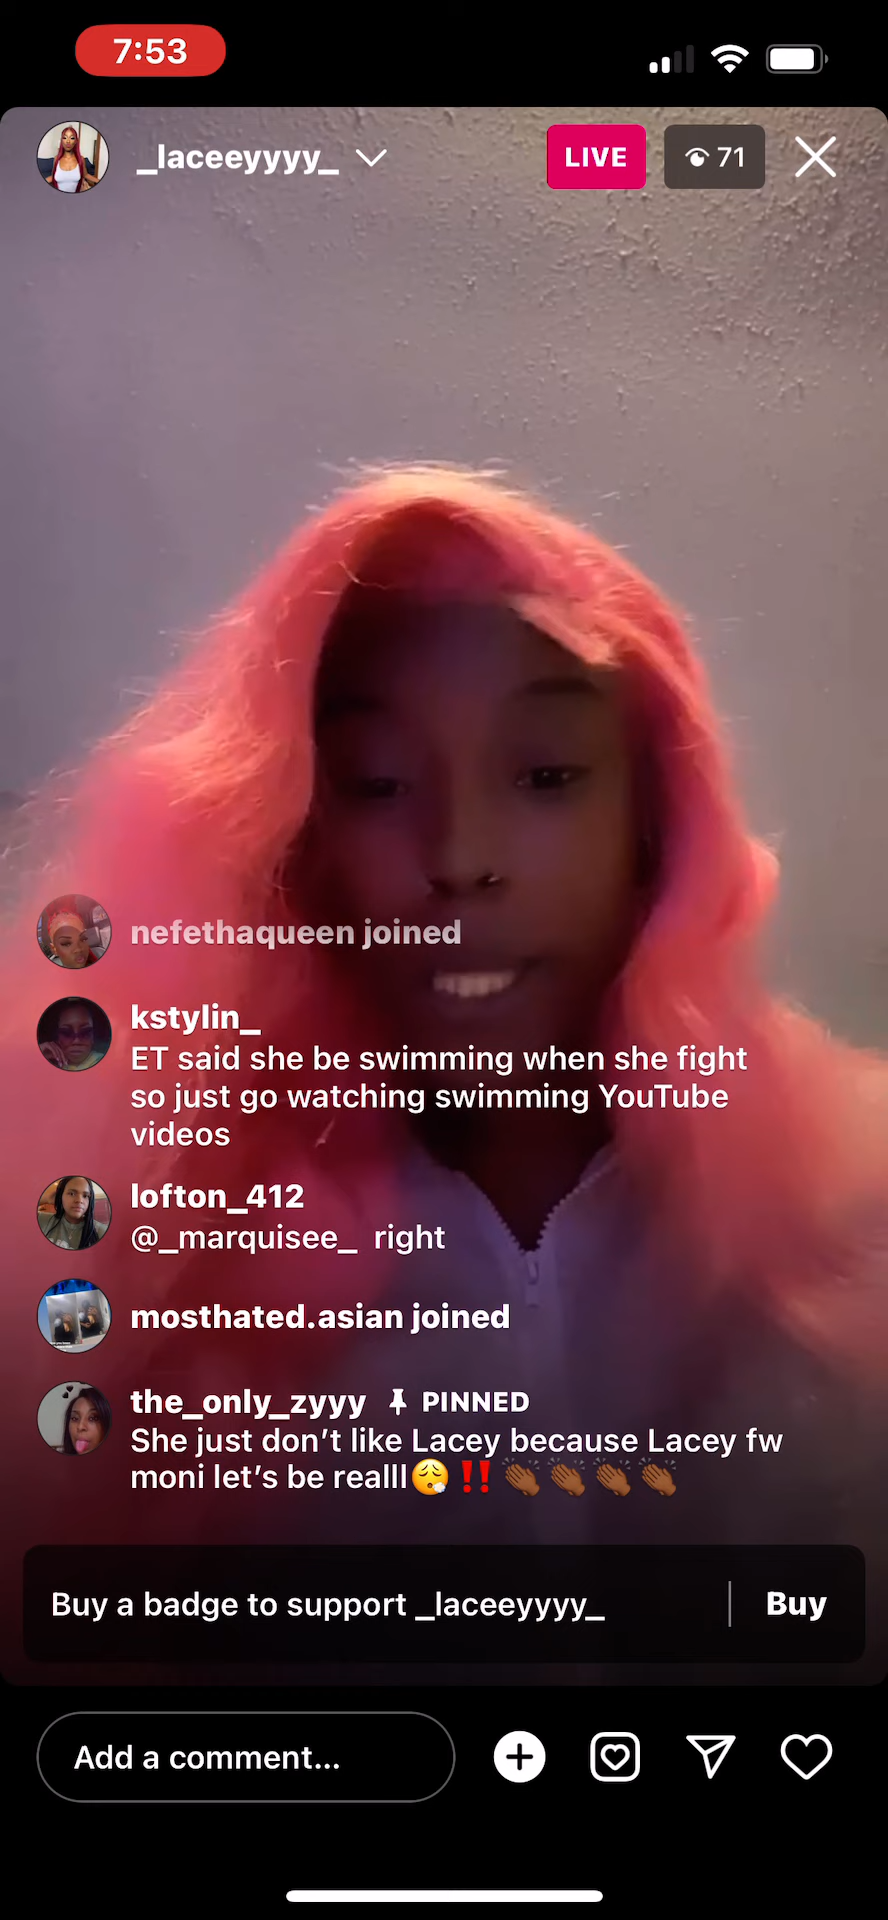 7:53
_laceeyyyy_
LIVE
71
nefethaqueen joined
kstylin_
ET said she be swimming when she fight
so just go watching swimming YouTube
videos
lofton_412
@_marquisee_ right
mosthated.asian joined
the_only_zyyy PINNED
She just don't like Lacey because Lacey fw
moni let's be realll😮‍💨‼️👏🏾👏🏾👏🏾👏🏾
Buy a badge to support _laceeyyyy_
Buy
Add a comment...